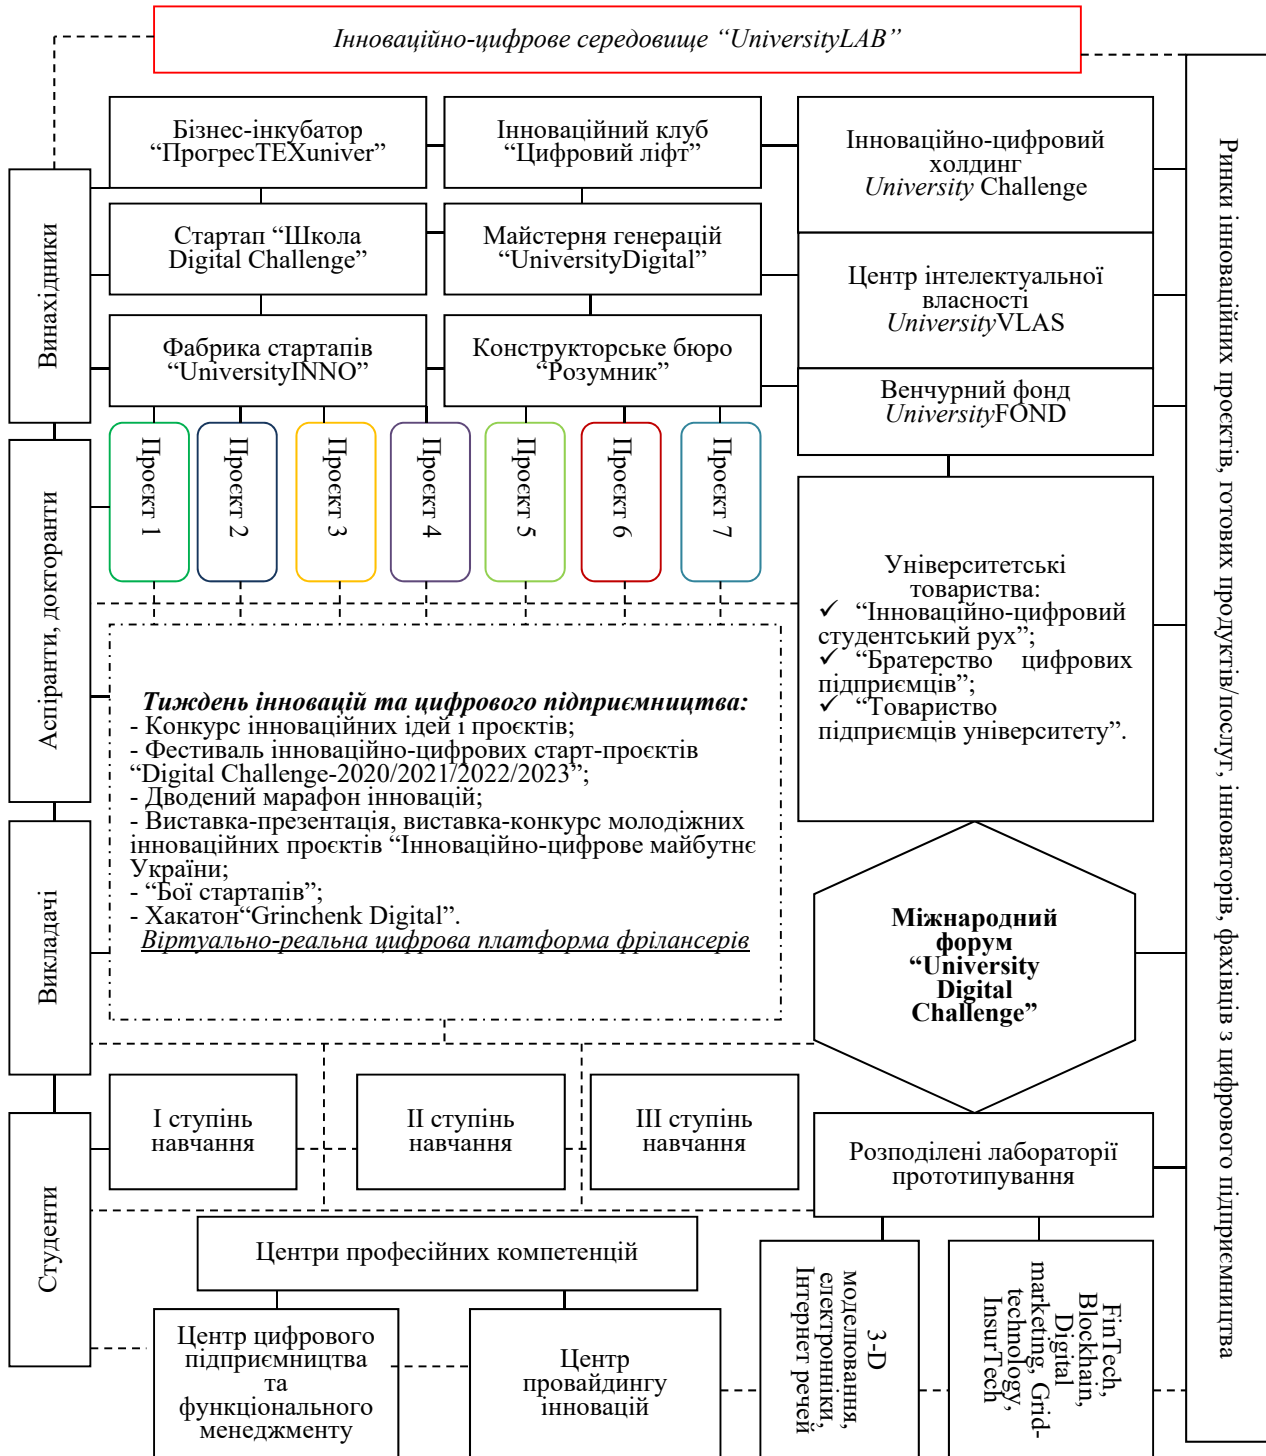 Інноваційно-цифрове середовище “UniversityLAB”
Бізнес-інкубатор
“ПрогресТЕХuniver”
Інноваційний клуб
“Цифровий ліфт”
Інноваційно-цифровий
холдинг
University Challenge
Стартап “Школа
Digital Challenge”
Майстерня генерацій
“UniversityDigital”
Центр інтелектуальної
власності
UniversityVLAS
Фабрика стартапів
“UniversityINNO”
Конструкторське бюро
“Розумник”
Венчурний фонд
UniversityFOND
Винахідники
Аспіранти, докторанти
Викладачі
Студенти
Проєкт 1
Проєкт 2
Проєкт 3
Проєкт 4
Проєкт 5
Проєкт 6
Проєкт 7
Університетські
товариства:
✓ “Інноваційно-цифровий
студентський рух”;
✓ “Братерство цифрових
підприємців”;
✓ “Товариство
підприємців університету”.
Тиждень інновацій та цифрового підприємництва:
- Конкурс інноваційних ідей і проєктів;
- Фестиваль інноваційно-цифрових старт-проєктів
“Digital Challenge-2020/2021/2022/2023”;
- Дводений марафон інновацій;
- Виставка-презентація, виставка-конкурс молодіжних
інноваційних проєктів “Інноваційно-цифрове майбутнє
України;
- “Бої стартапів”;
- Хакатон“Grinchenk Digital”.
Віртуально-реальна цифрова платформа фрілансерів
Міжнародний
форум
“University
Digital
Challenge”
І ступінь
навчання
ІІ ступінь
навчання
ІІІ ступінь
навчання
Розподілені лабораторії
прототипування
Центри професійних компетенцій
Центр цифрового
підприємництва
та
функціонального
менеджменту
Центр
провайдингу
інновацій
3-D
моделювання,
електронніки,
Інтернет речей
FinTech,
Blockhain,
Digital
marketing, Grid-
technology,
InsurTech
Ринки інноваційних проєктів, готових продуктів/послуг, інноваторів, фахівців з цифрового підприємництва